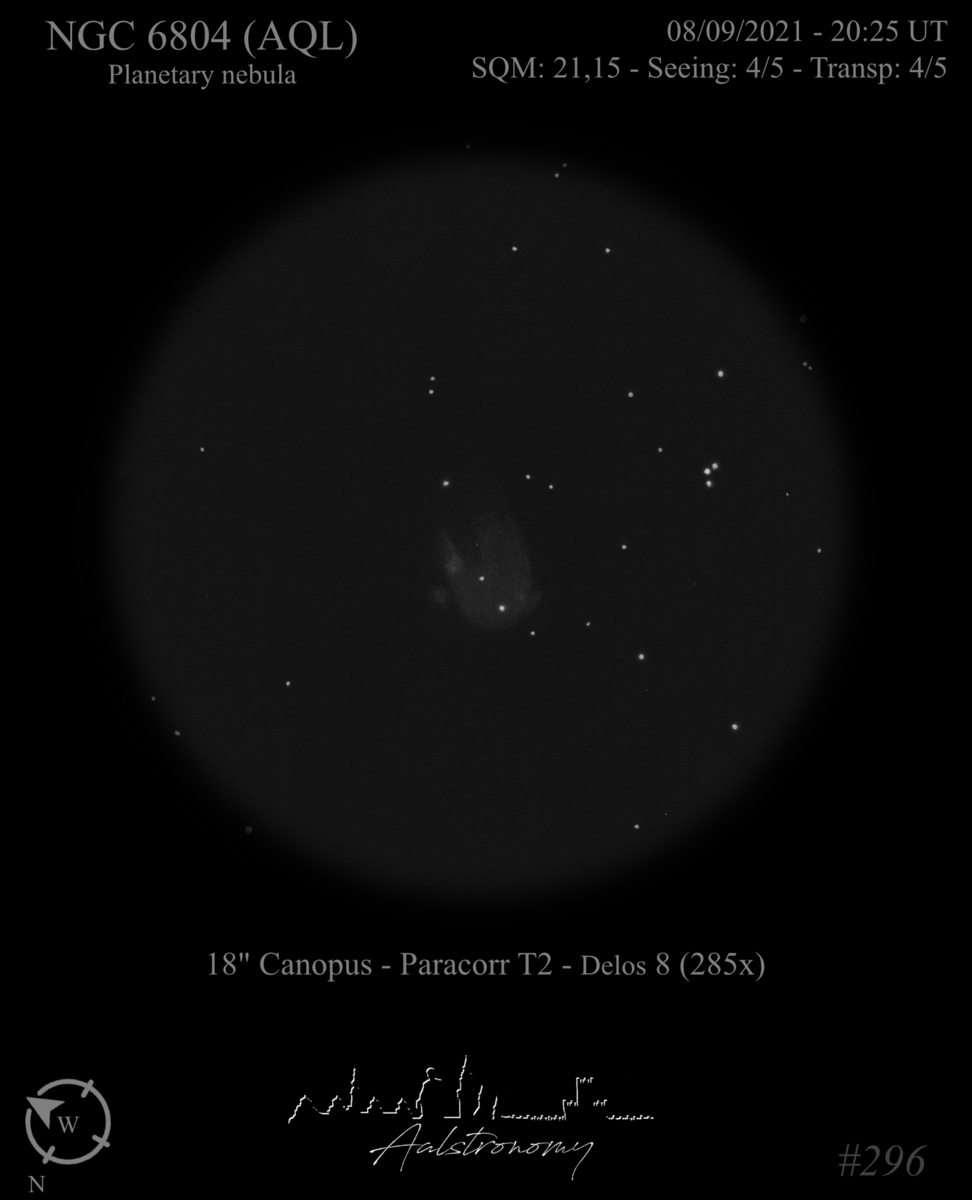 NGC 6804 (AQL)
Planetary nebula
08/09/2021 - 20:25 UT
SQM: 21,15 - Seeing: 4/5 - Transp: 4/5
18" Canopus - Paracorr T2 - Delos 8 (285x)
W
N
Aalstronomy
#296